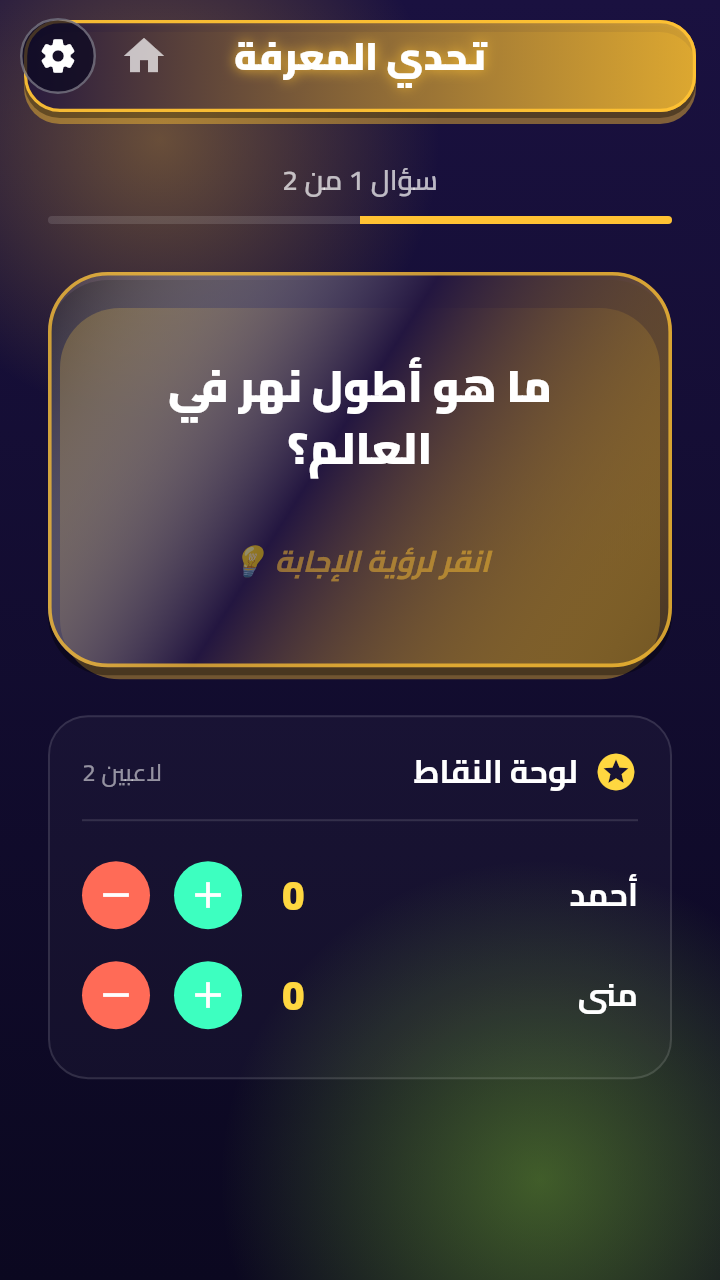 تحدي المعرفة
سؤال 1 من 2
ما هو أطول نهر في
العالم؟
انقر لرؤية الإجابة 💡
لوحة النقاط
لاعبين 2
أحمد
0
منى
0